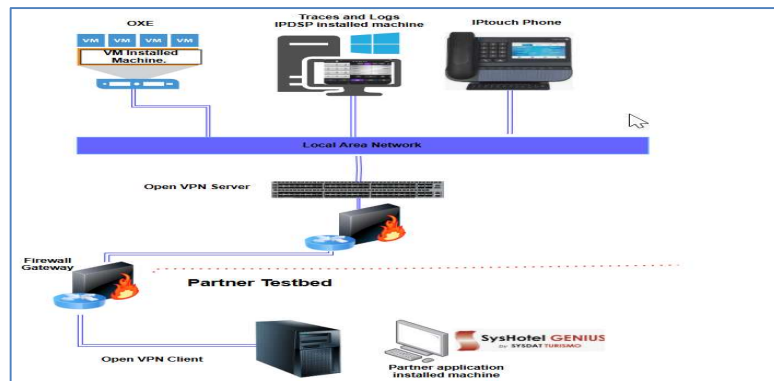 OXE
VM VM VM VM
VM Installed
Machine.
Traces and Logs
IPDSP installed machine
IPtouch Phone
Local Area Network
Open VPN Server
Firewall
Gateway
Partner Testbed
Open VPN Client
SysHotel GENIUS
by SYSDAT TURISMO
Partner application
installed machine